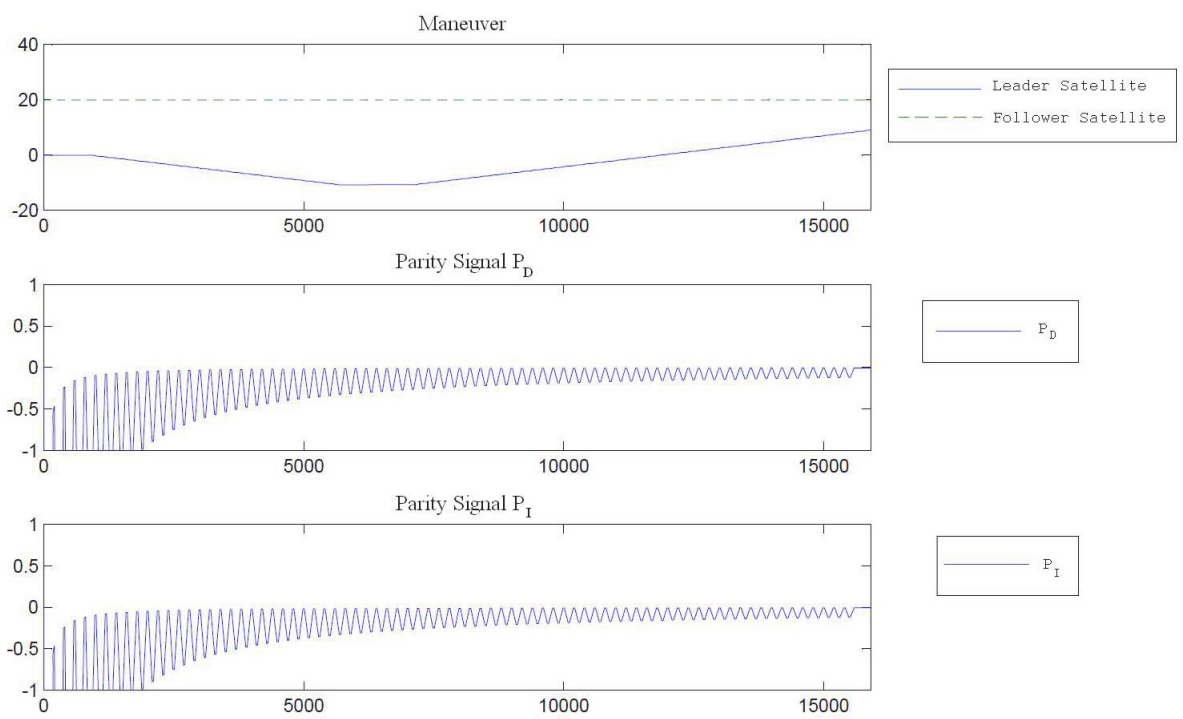 Maneuver
40
20
0
-20
0 5000 10000 15000
Leader Satellite
Follower Satellite
Parity Signal P_D
1
0.5
0
-0.5
-1
0 5000 10000 15000
P_D
Parity Signal P_I
1
0.5
0
-0.5
-1
0 5000 10000 15000
P_I